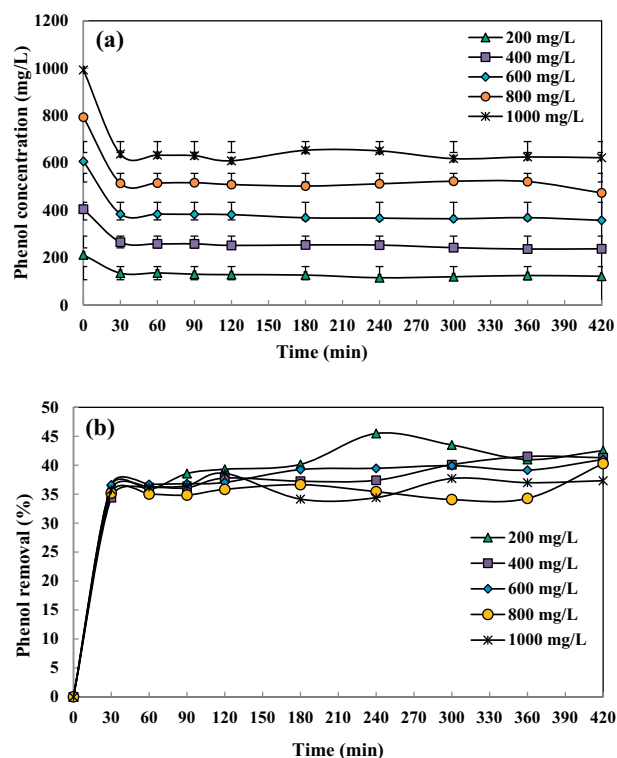 (a)
Phenol concentration (mg/L)
1200
1000
800
600
400
200
0
200 mg/L
400 mg/L
600 mg/L
800 mg/L
1000 mg/L
0 30 60 90 120 150 180 210 240 270 300 330 360 390 420
Time (min)
(b)
Phenol removal (%)
50
45
40
35
30
25
20
15
10
5
0
200 mg/L
400 mg/L
600 mg/L
800 mg/L
1000 mg/L
0 30 60 90 120 150 180 210 240 270 300 330 360 390 420
Time (min)